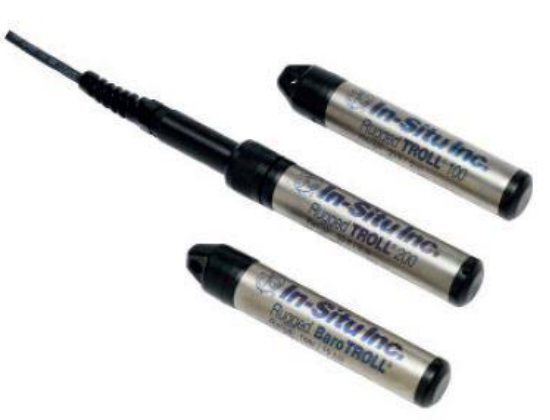 In-Situ Inc.
Rugged TROLL® 100
In-Situ Inc.
Rugged TROLL® 200
In-Situ Inc.
Rugged BaroTROLL®